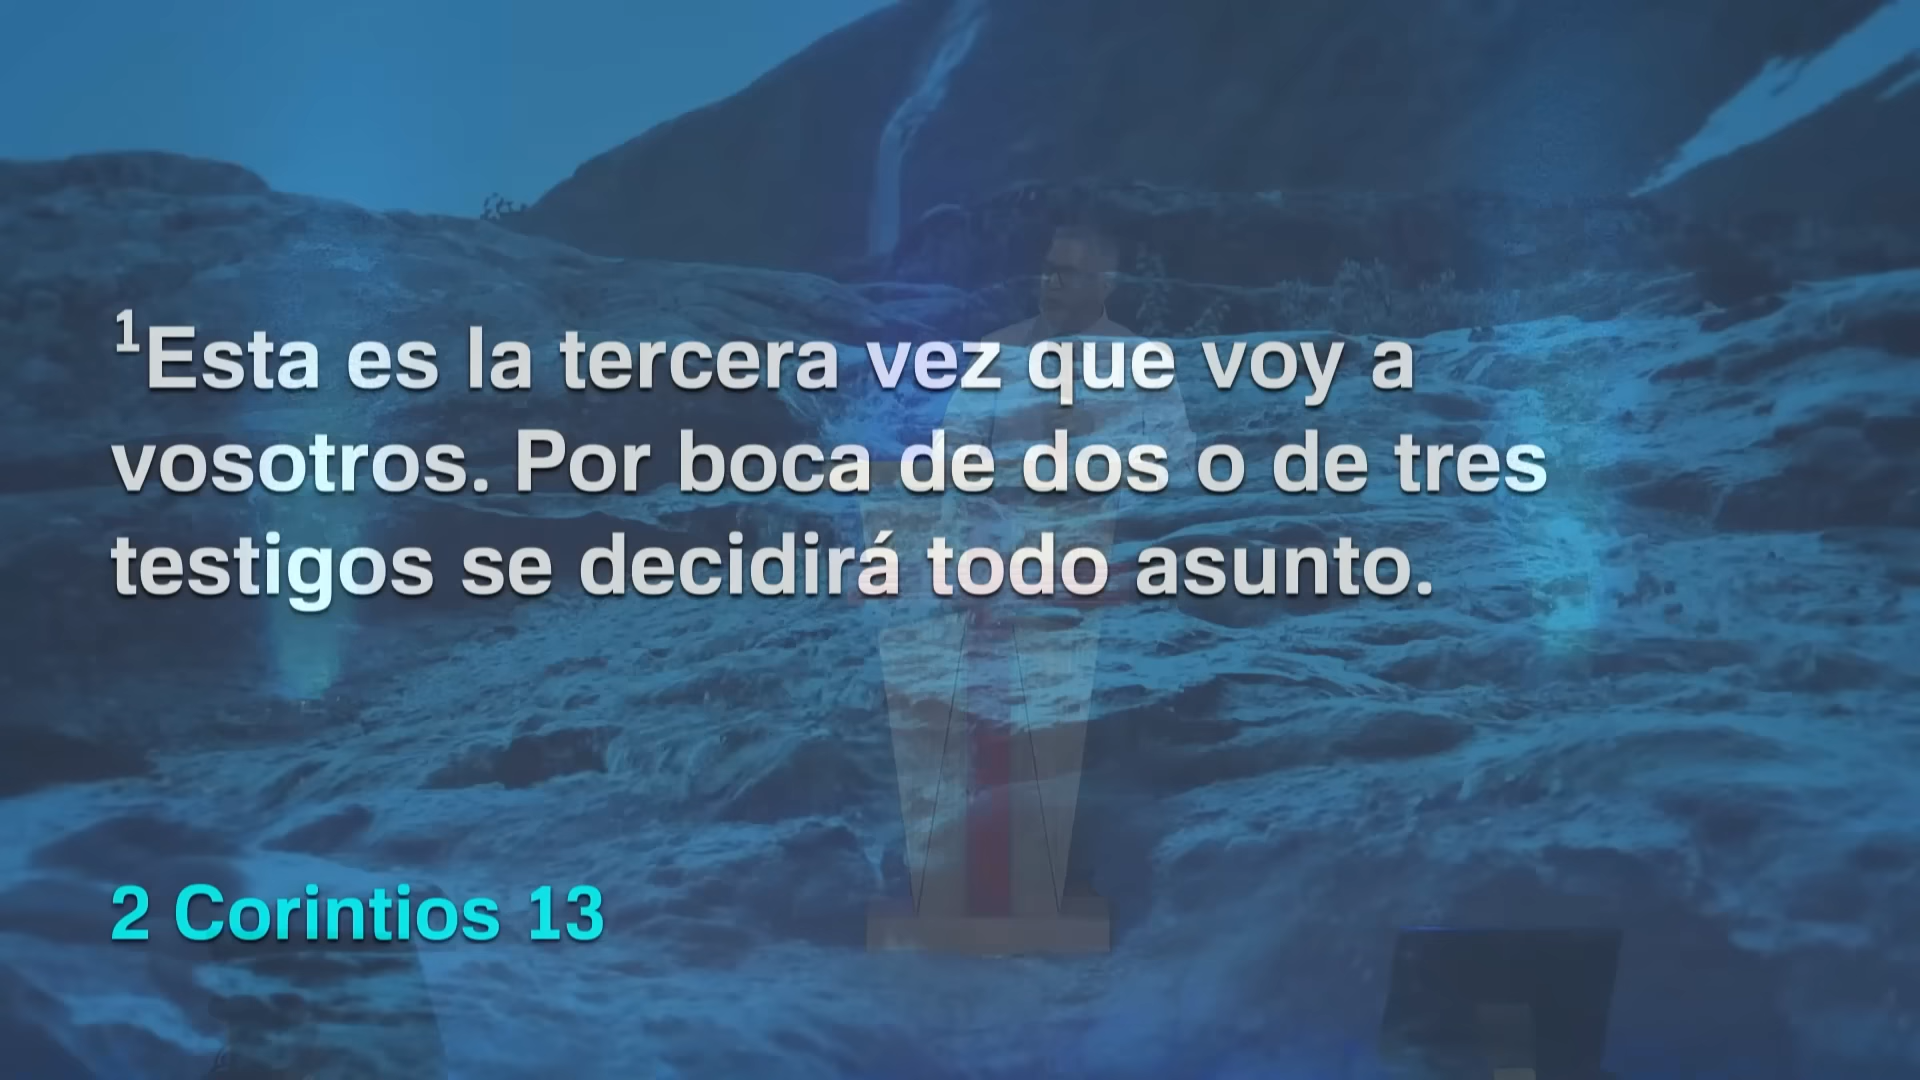 ¹Esta es la tercera vez que voy a
vosotros. Por boca de dos o de tres
testigos se decidirá todo asunto.
2 Corintios 13